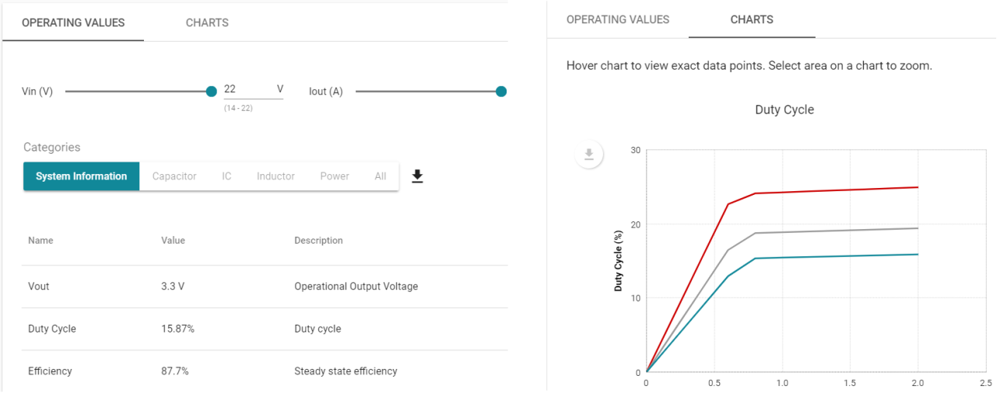 OPERATING VALUES CHARTS
Vin (V) 22 V Iout (A)
(14 - 22)
Categories
System Information Capacitor IC Inductor Power All
Name Value Description
Vout 3.3 V Operational Output Voltage
Duty Cycle 15.87% Duty cycle
Efficiency 87.7% Steady state efficiency
OPERATING VALUES CHARTS
Hover chart to view exact data points. Select area on a chart to zoom.
Duty Cycle
Duty Cycle (%)
30
20
10
0
0 0.5 1.0 1.5 2.0 2.5